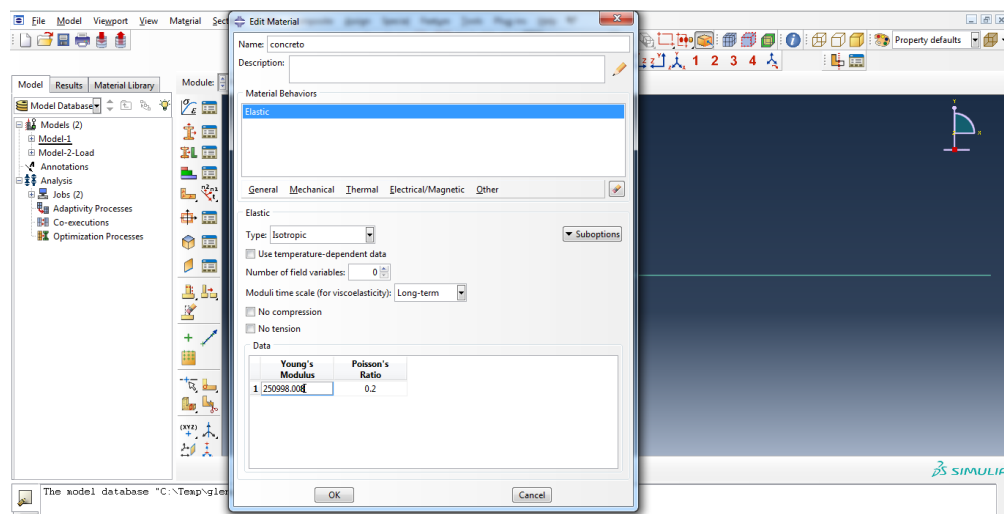 File Model Viewport View Material Sect
Edit Material
Name: concreto
Description:
Material Behaviors
Elastic
General Mechanical Thermal Electrical/Magnetic Other
Elastic
Type: Isotropic
Suboptions
Use temperature-dependent data
Number of field variables: 0
Moduli time scale (for viscoelasticity): Long-term
No compression
No tension
Data
Young's Modulus
Poisson's Ratio
1 250998.008 0.2
OK Cancel
Property defaults
1 2 3 4
Model Results Material Library
Module:
Model Database
Models (2)
Model-1
Model-2-Load
Annotations
Analysis
Jobs (2)
Adaptivity Processes
Co-executions
Optimization Processes
(XYZ)
Y
X
SIMULIA
The model database "C:\Temp\gler